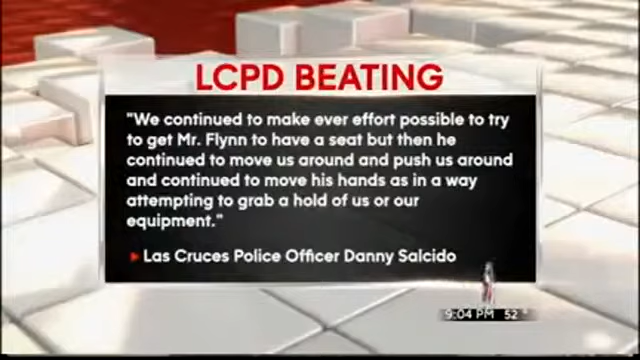 LCPD BEATING
"We continued to make ever effort possible to try
to get Mr. Flynn to have a seat but then he
continued to move us around and push us around
and continued to move his hands as in a way
attempting to grab a hold of us or our
equipment."
Las Cruces Police Officer Danny Salcido
9:04 PM 52°